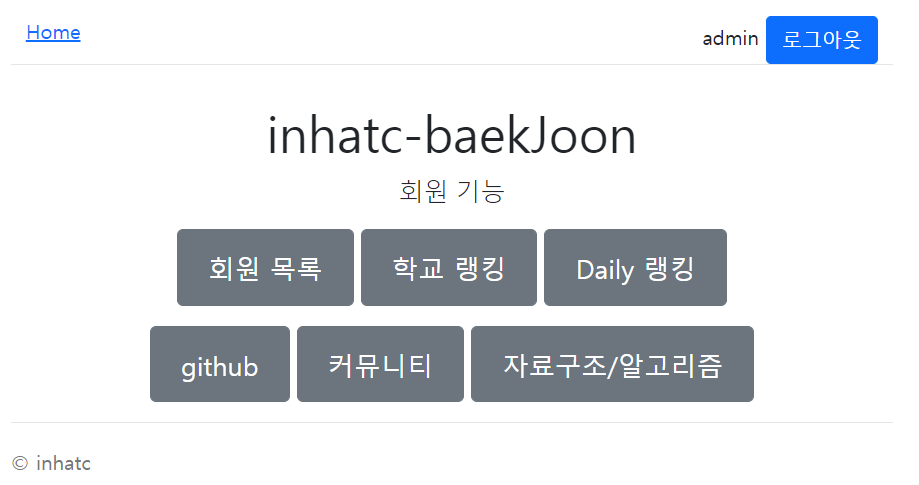 Home admin 로그아웃
inhatc-baekJoon
회원 기능
회원 목록 학교 랭킹 Daily 랭킹
github 커뮤니티 자료구조/알고리즘
© inhatc